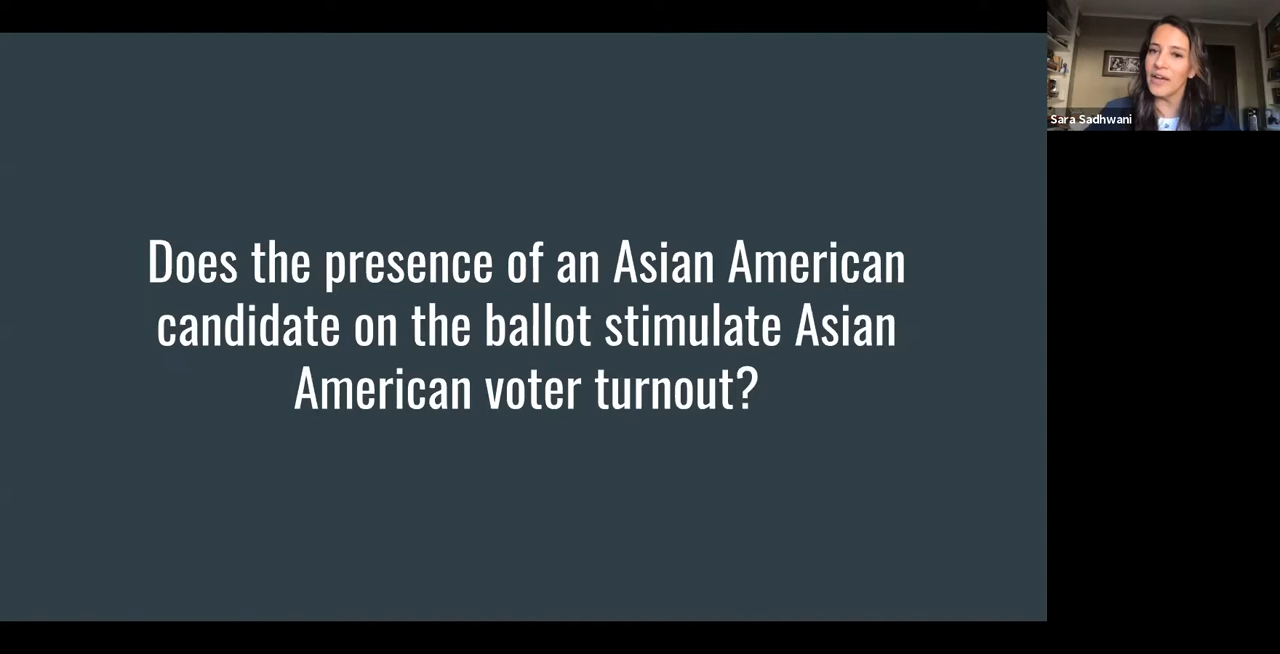 Does the presence of an Asian American
candidate on the ballot stimulate Asian
American voter turnout?
Sara Sadhwani